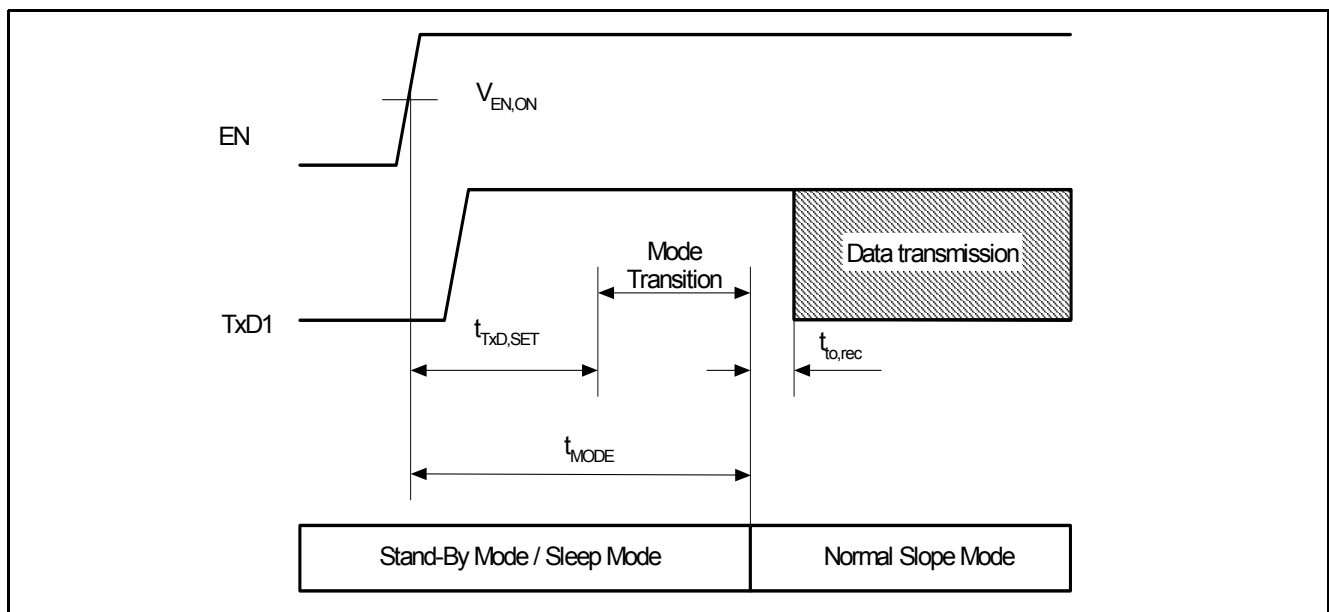 V_EN,ON
EN
Mode
Transition
Data transmission
TxD1
t_TxD,SET
t_to,rec
t_MODE
Stand-By Mode / Sleep Mode
Normal Slope Mode